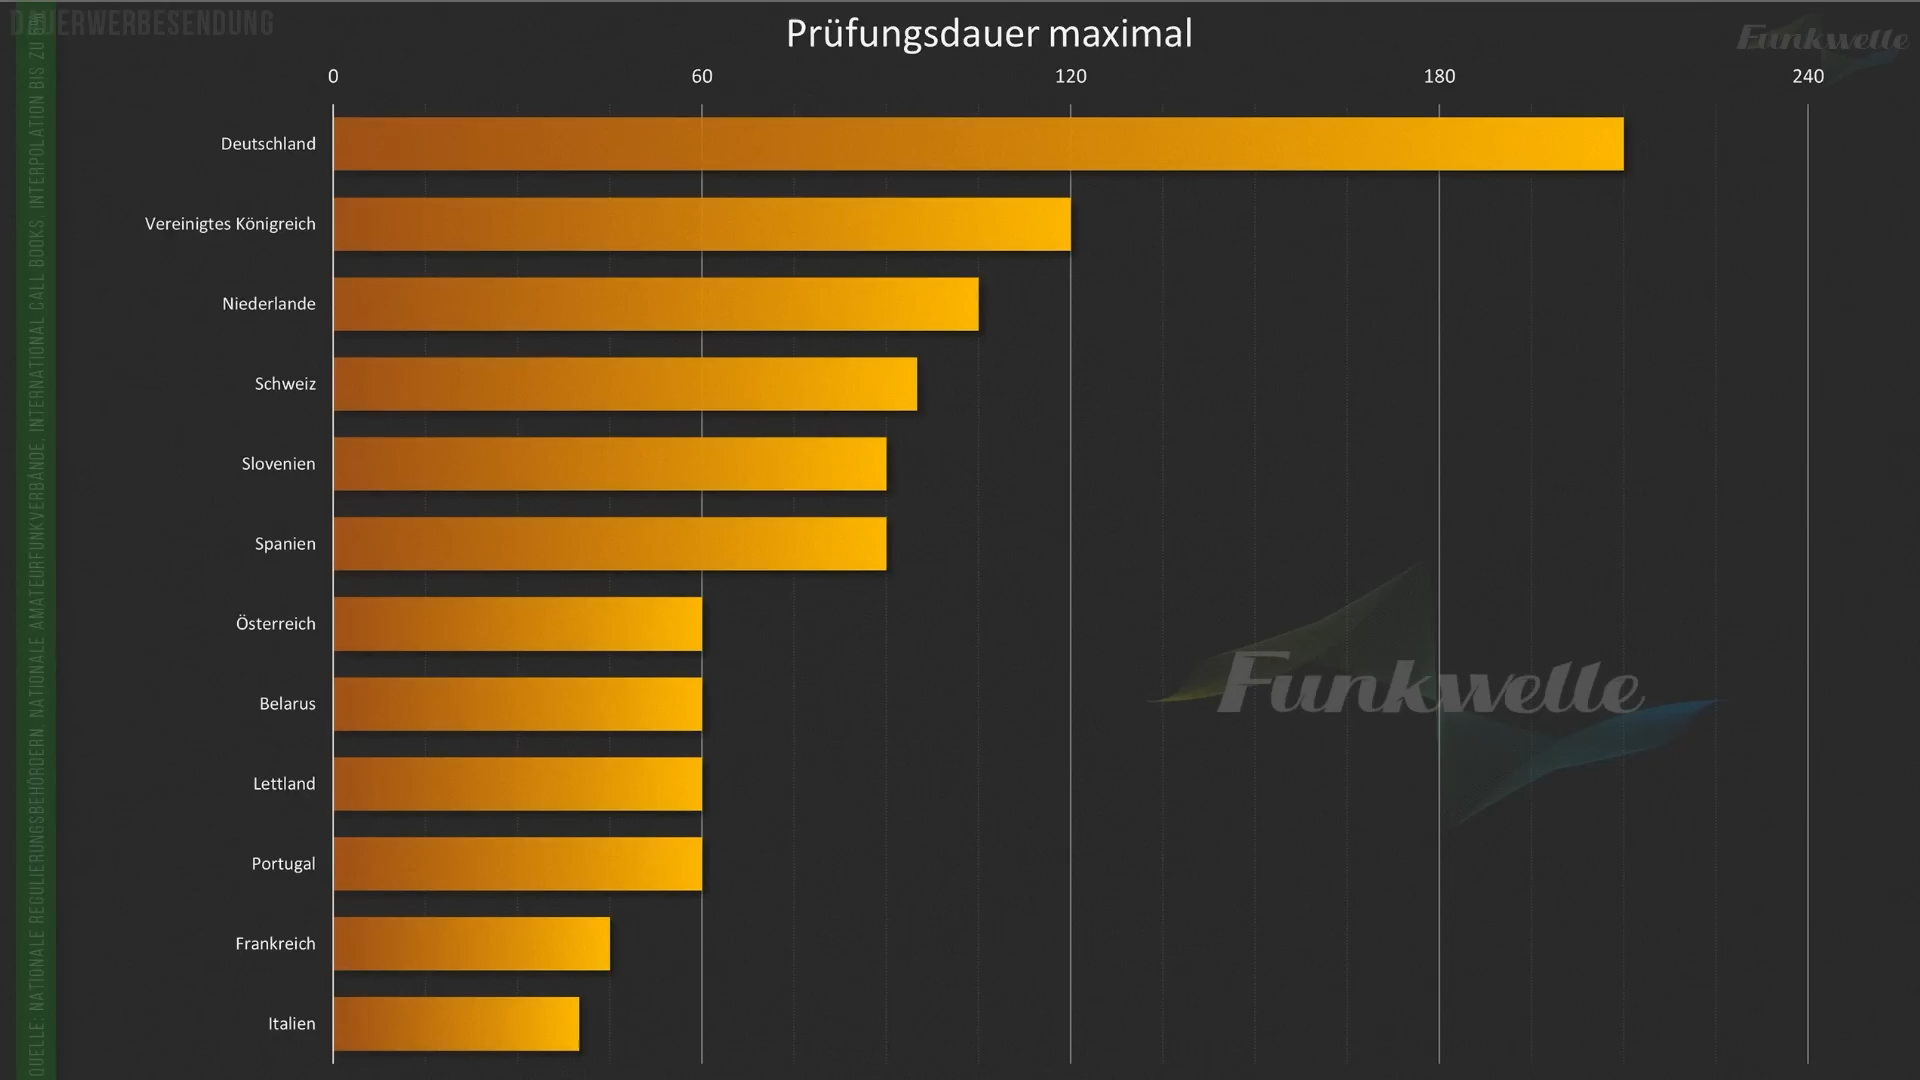 DAUERWERBESENDUNG
Prüfungsdauer maximal
Funkwelle
0 60 120 180 240
Deutschland
Vereinigtes Königreich
Niederlande
Schweiz
Slovenien
Spanien
Österreich
Belarus
Lettland
Portugal
Frankreich
Italien
Funkwelle
QUELLE: NATIONALE REGULIERUNGSBEHÖRDERN, NATIONALE AMATEURFUNKVERBÄNDE, INTERNATIONAL CALL BOOKS. INTERPOLATION BIS ZU